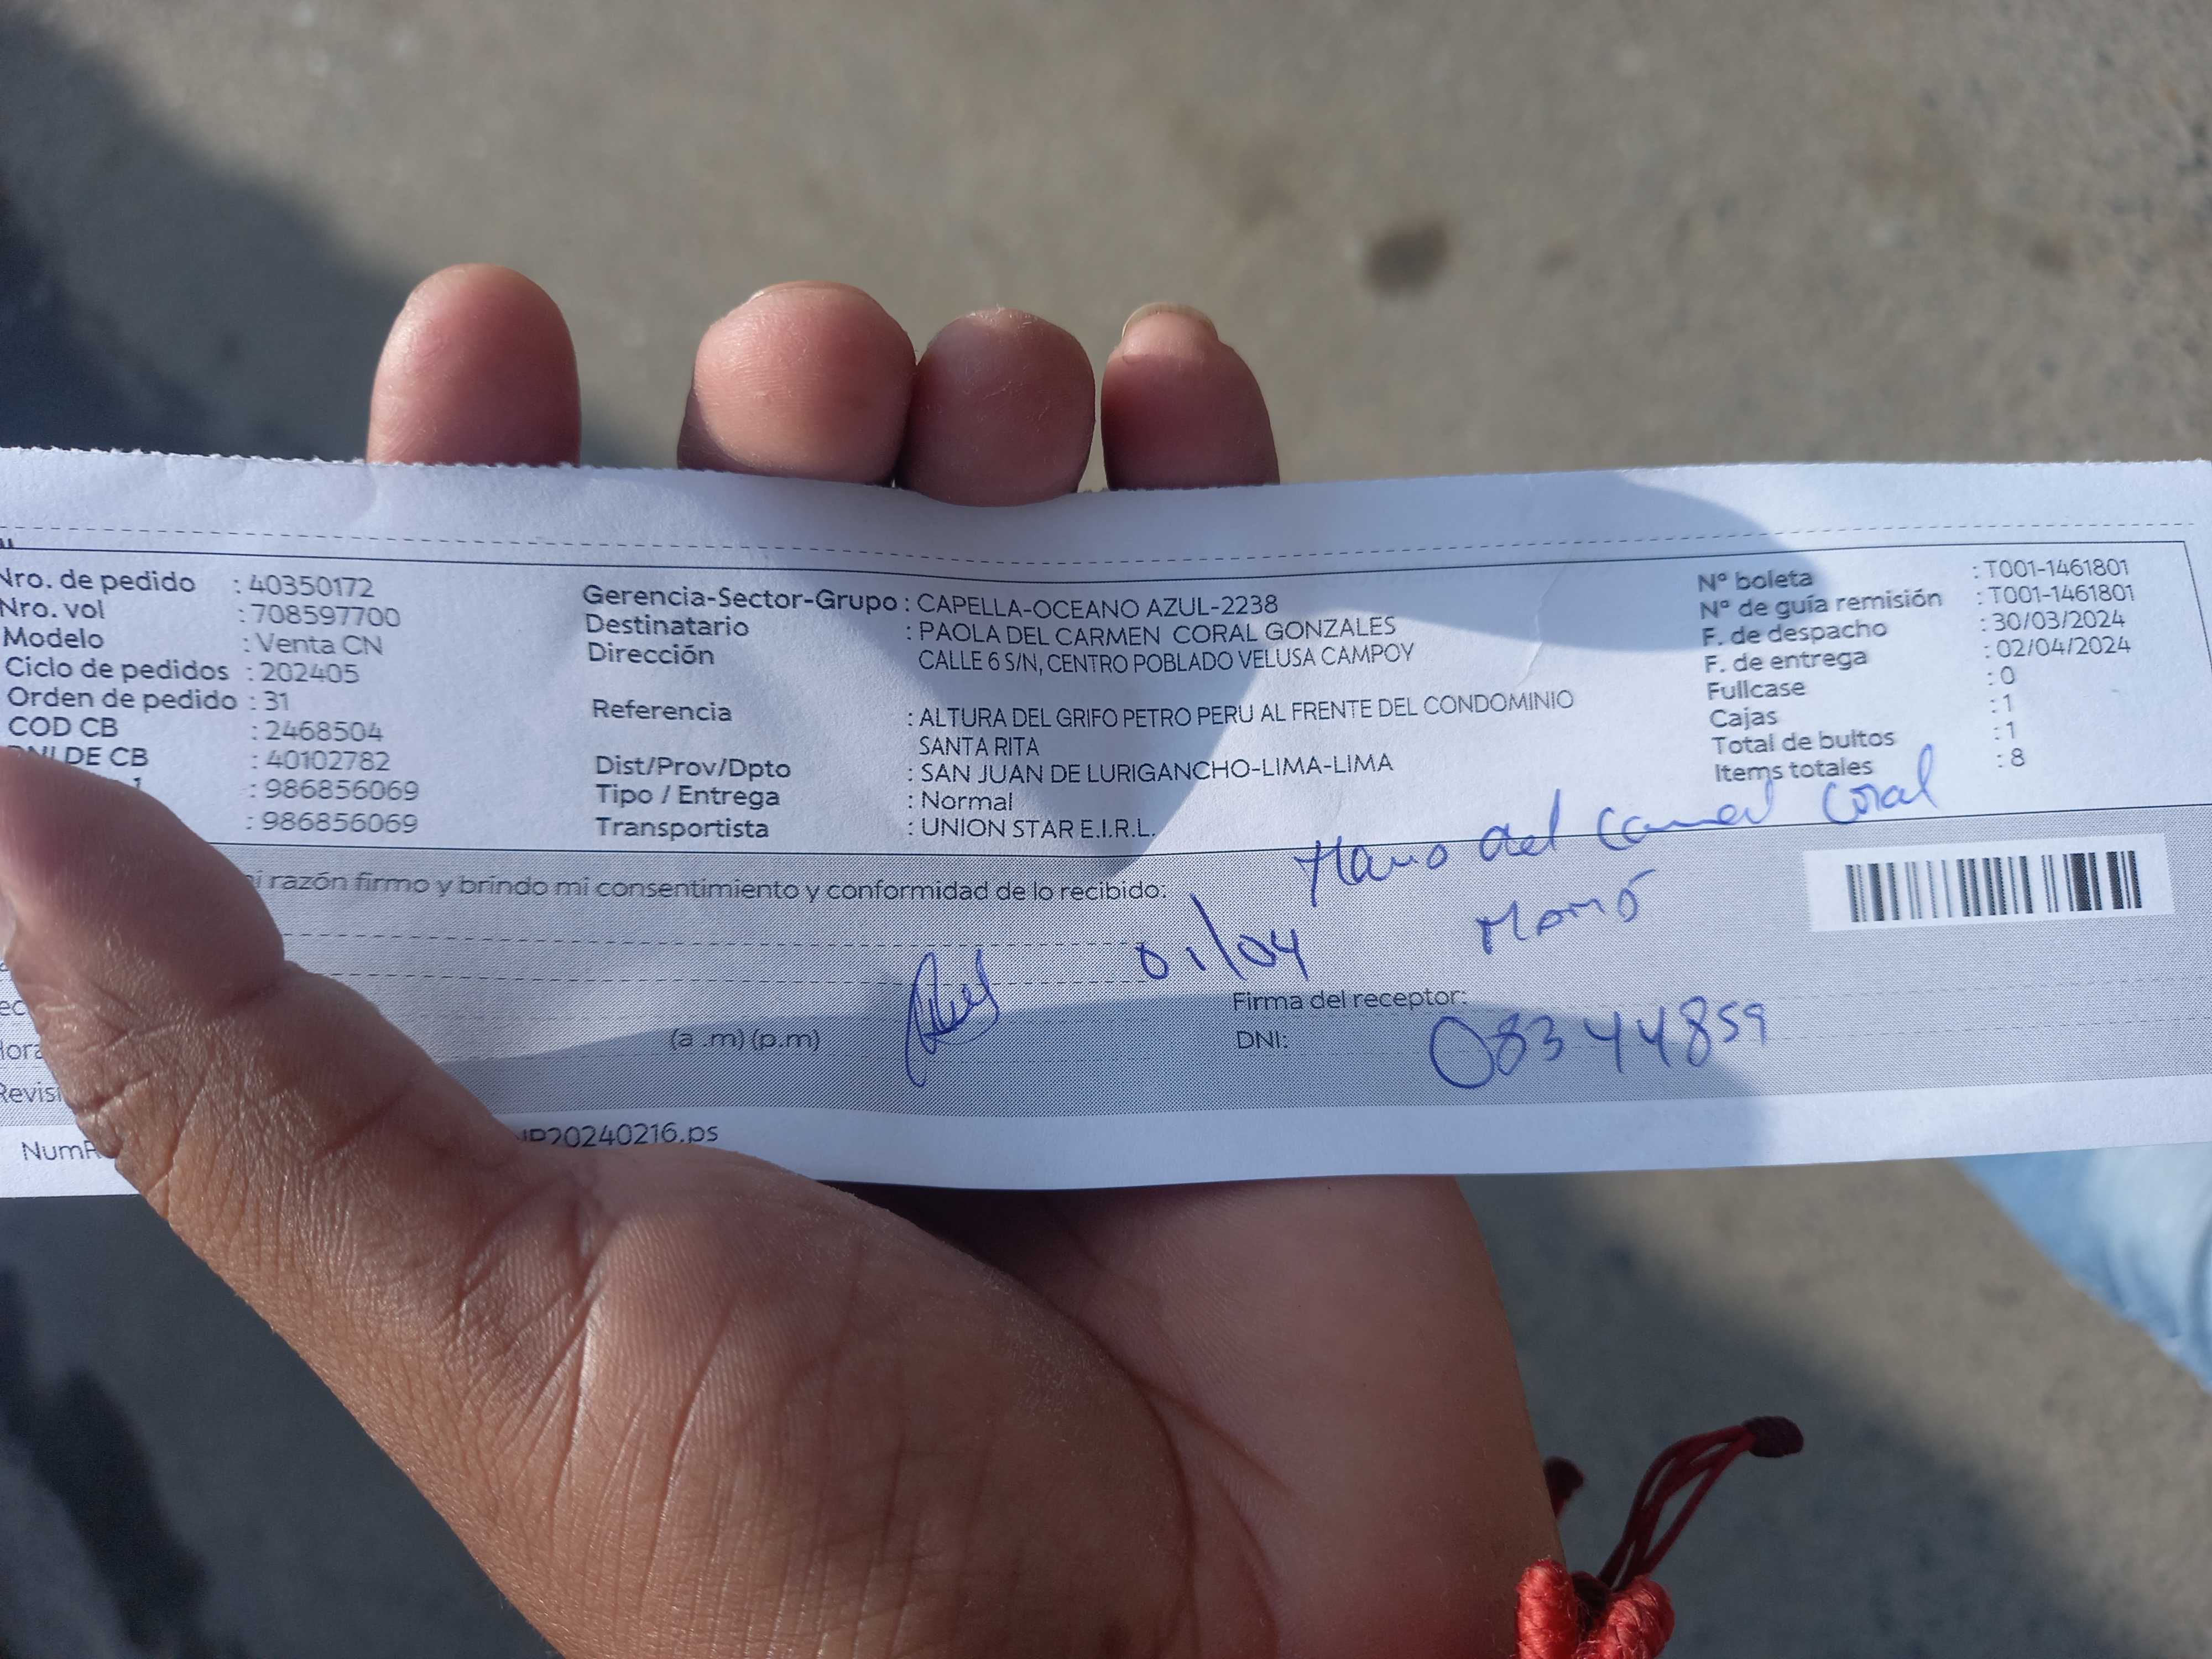 Nro. de pedido : 40350172
Nro. vol : 708597700
Modelo : Venta CN
Ciclo de pedidos : 202405
Orden de pedido : 31
COD CB : 2468504
DNI DE CB : 40102782
1 : 986856069
: 986856069
Gerencia-Sector-Grupo : CAPELLA-OCEANO AZUL-2238
Destinatario : PAOLA DEL CARMEN CORAL GONZALES
Dirección CALLE 6 S/N, CENTRO POBLADO VELUSA CAMPOY
Referencia : ALTURA DEL GRIFO PETRO PERU AL FRENTE DEL CONDOMINIO
SANTA RITA
Dist/Prov/Dpto : SAN JUAN DE LURIGANCHO-LIMA-LIMA
Tipo / Entrega : Normal
Transportista : UNION STAR E.I.R.L.
N° boleta : T001-1461801
N° de guía remisión : T001-1461801
F. de despacho : 30/03/2024
F. de entrega : 02/04/2024
Fullcase : 0
Cajas : 1
Total de bultos : 1
Items totales : 8
del Coral
razón firmo y brindo mi consentimiento y conformidad de lo recibido:
Mamá
01/04
Firma del receptor:
(a .m) (p.m)
DNI: 08344859
Revisi
NumP 20240216.ps